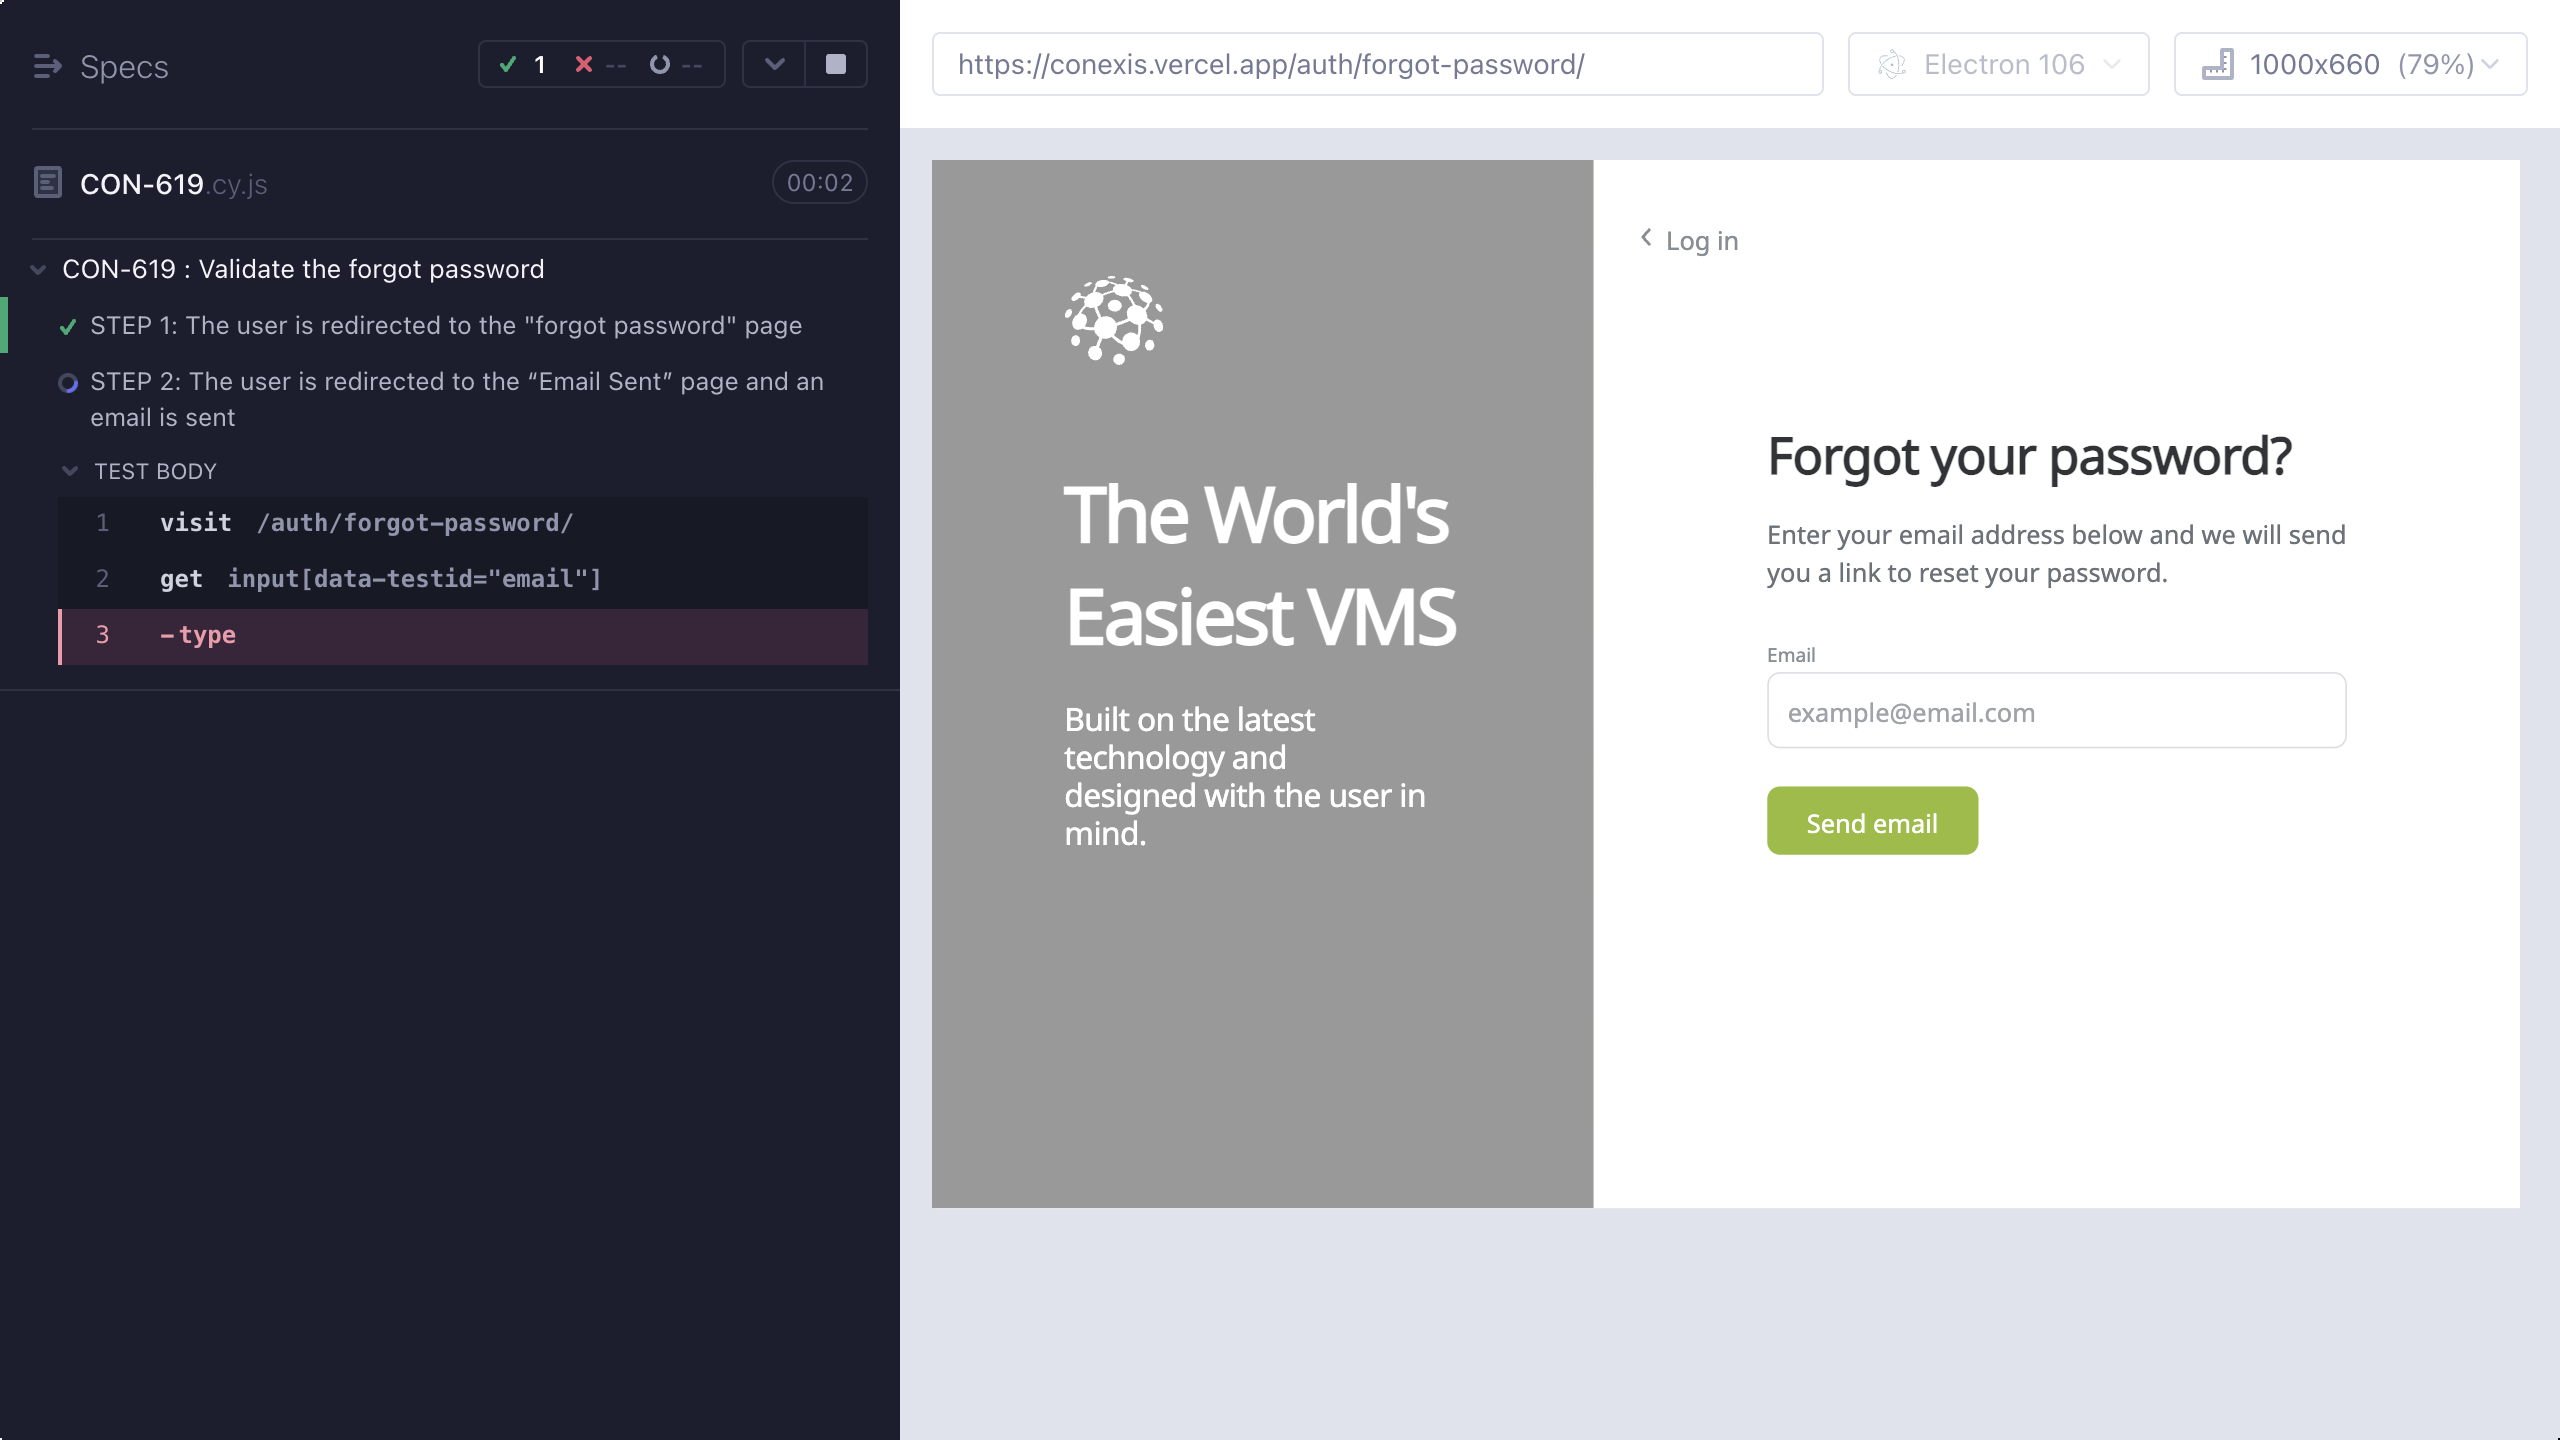 Specs
1 -- --
CON-619.cy.js
00:02
CON-619 : Validate the forgot password
STEP 1: The user is redirected to the "forgot password" page
STEP 2: The user is redirected to the “Email Sent” page and an
email is sent
TEST BODY
1 visit /auth/forgot-password/
2 get input[data-testid="email"]
3 -type
https://conexis.vercel.app/auth/forgot-password/
Electron 106
1000x660 (79%)
The World's
Easiest VMS
Built on the latest
technology and
designed with the user in
mind.
Log in
Forgot your password?
Enter your email address below and we will send
you a link to reset your password.
Email
example@email.com
Send email